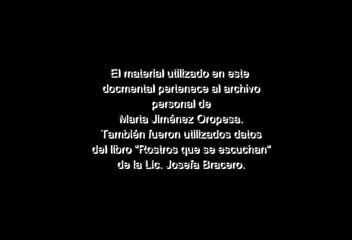 El material utilizado en este
docmental pertenece al archivo
personal de
Marta Jiménez Oropesa.
También fueron utilizados datos
del libro "Rostros que se escuchan"
de la Lic. Josefa Bracero.